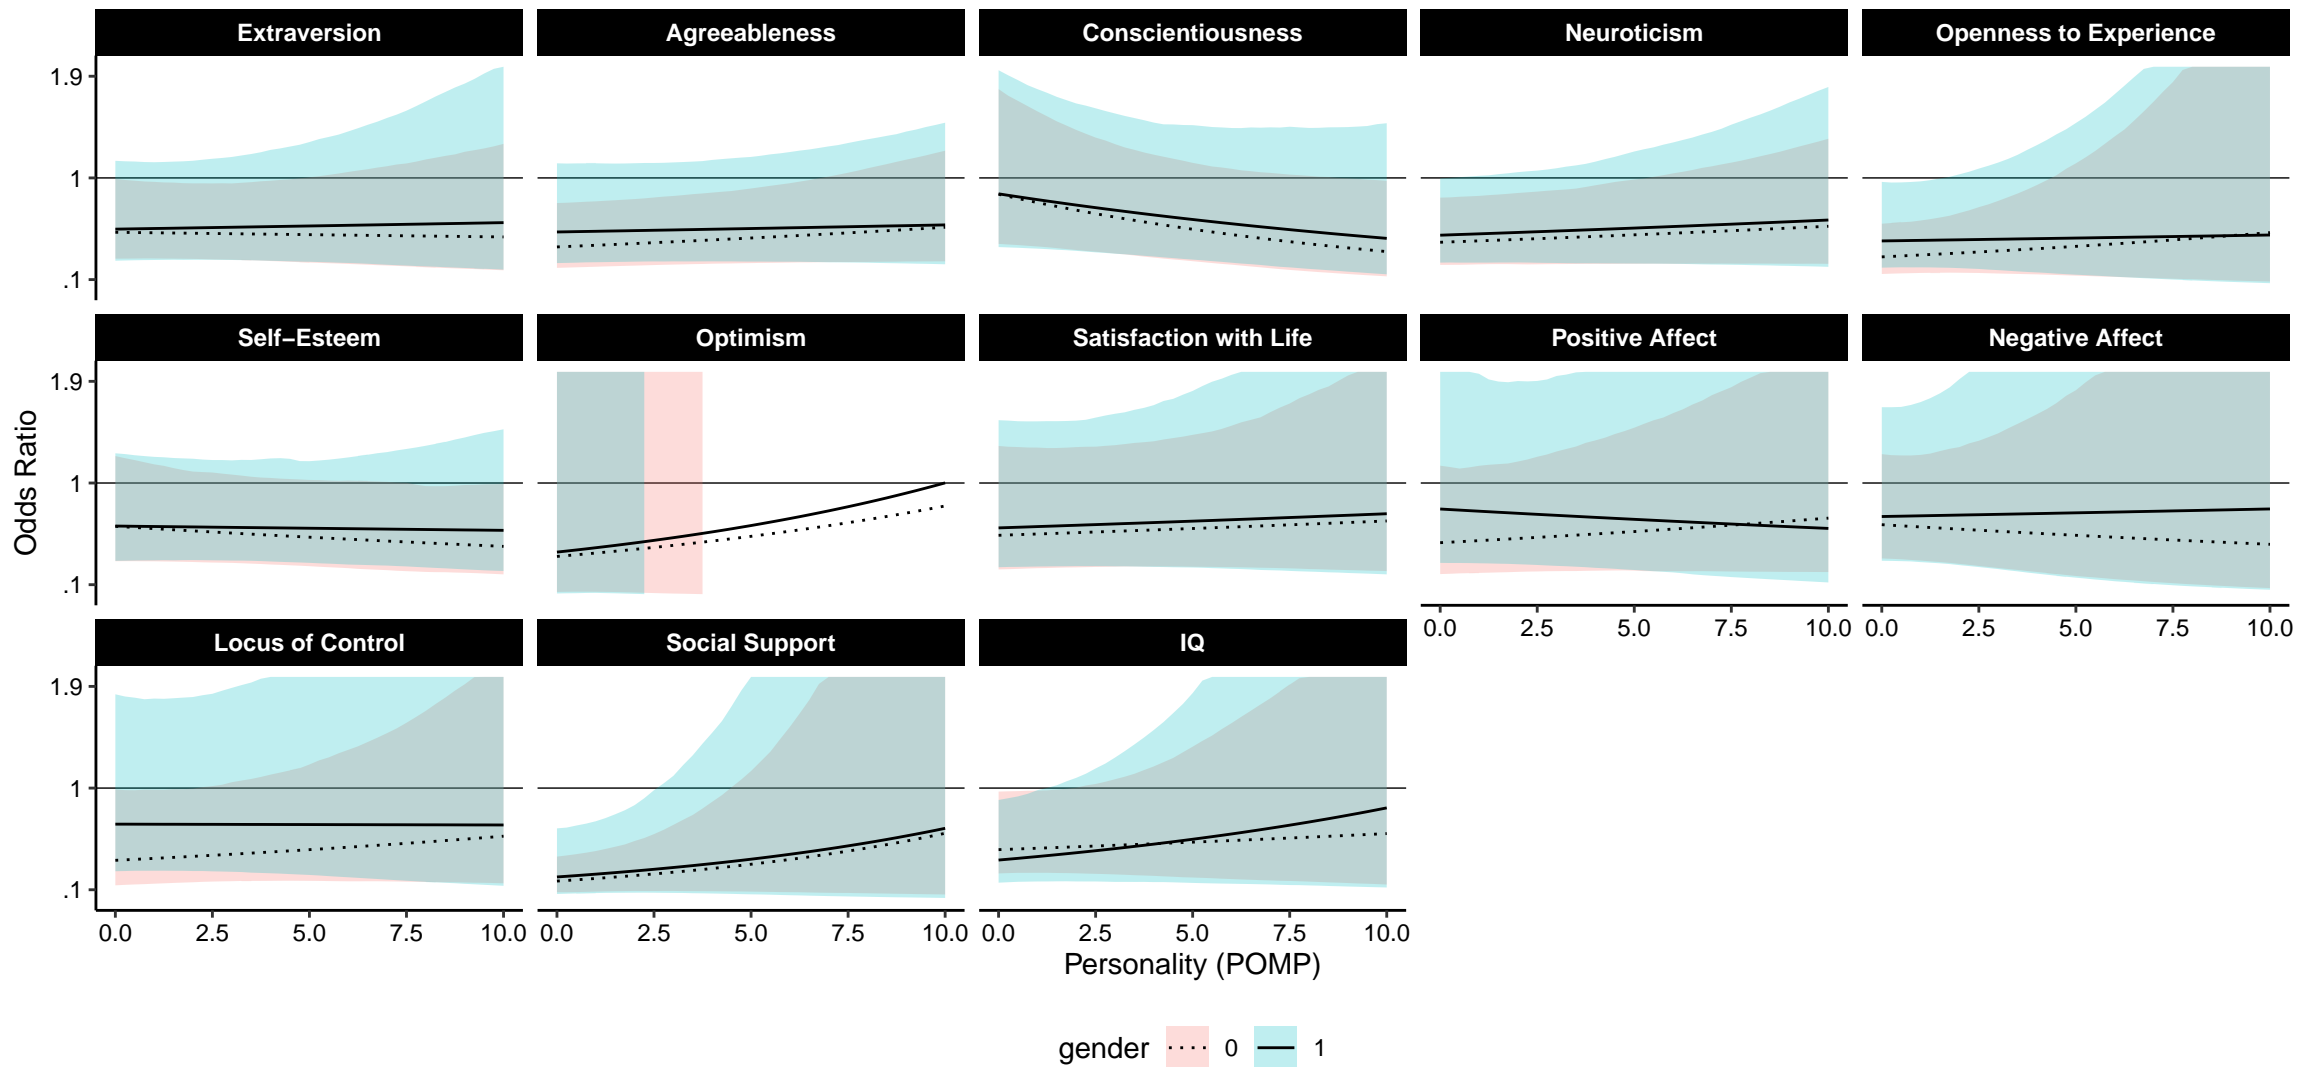 Extraversion Agreeableness Conscientiousness Neuroticism Openness to Experience
1.9
1
.1
Self−Esteem Optimism Satisfaction with Life Positive Affect Negative Affect
1.9
1
.1
0.0 2.5 5.0 7.5 10.0 0.0 2.5 5.0 7.5 10.0
Locus of Control Social Support IQ
1.9
1
.1
0.0 2.5 5.0 7.5 10.0 0.0 2.5 5.0 7.5 10.0 0.0 2.5 5.0 7.5 10.0
Odds Ratio
Personality (POMP)
gender 0 1